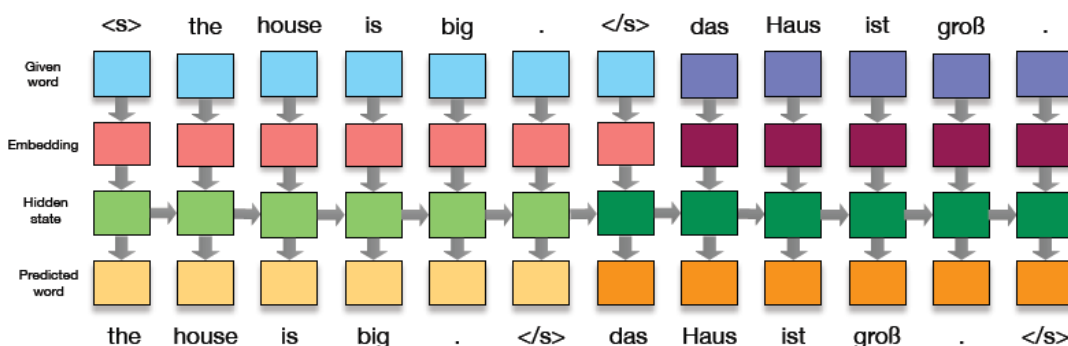 <s> the house is big . </s> das Haus ist groß .
Given
word
Embedding
Hidden
state
Predicted
word
the house is big . </s> das Haus ist groß . </s>